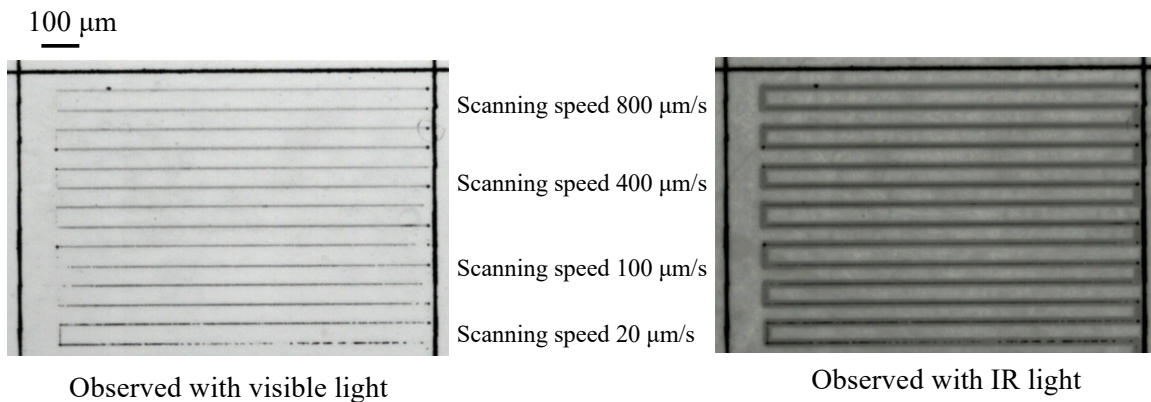 100 μm
Scanning speed 800 μm/s
Scanning speed 400 μm/s
Scanning speed 100 μm/s
Scanning speed 20 μm/s
Observed with visible light
Observed with IR light